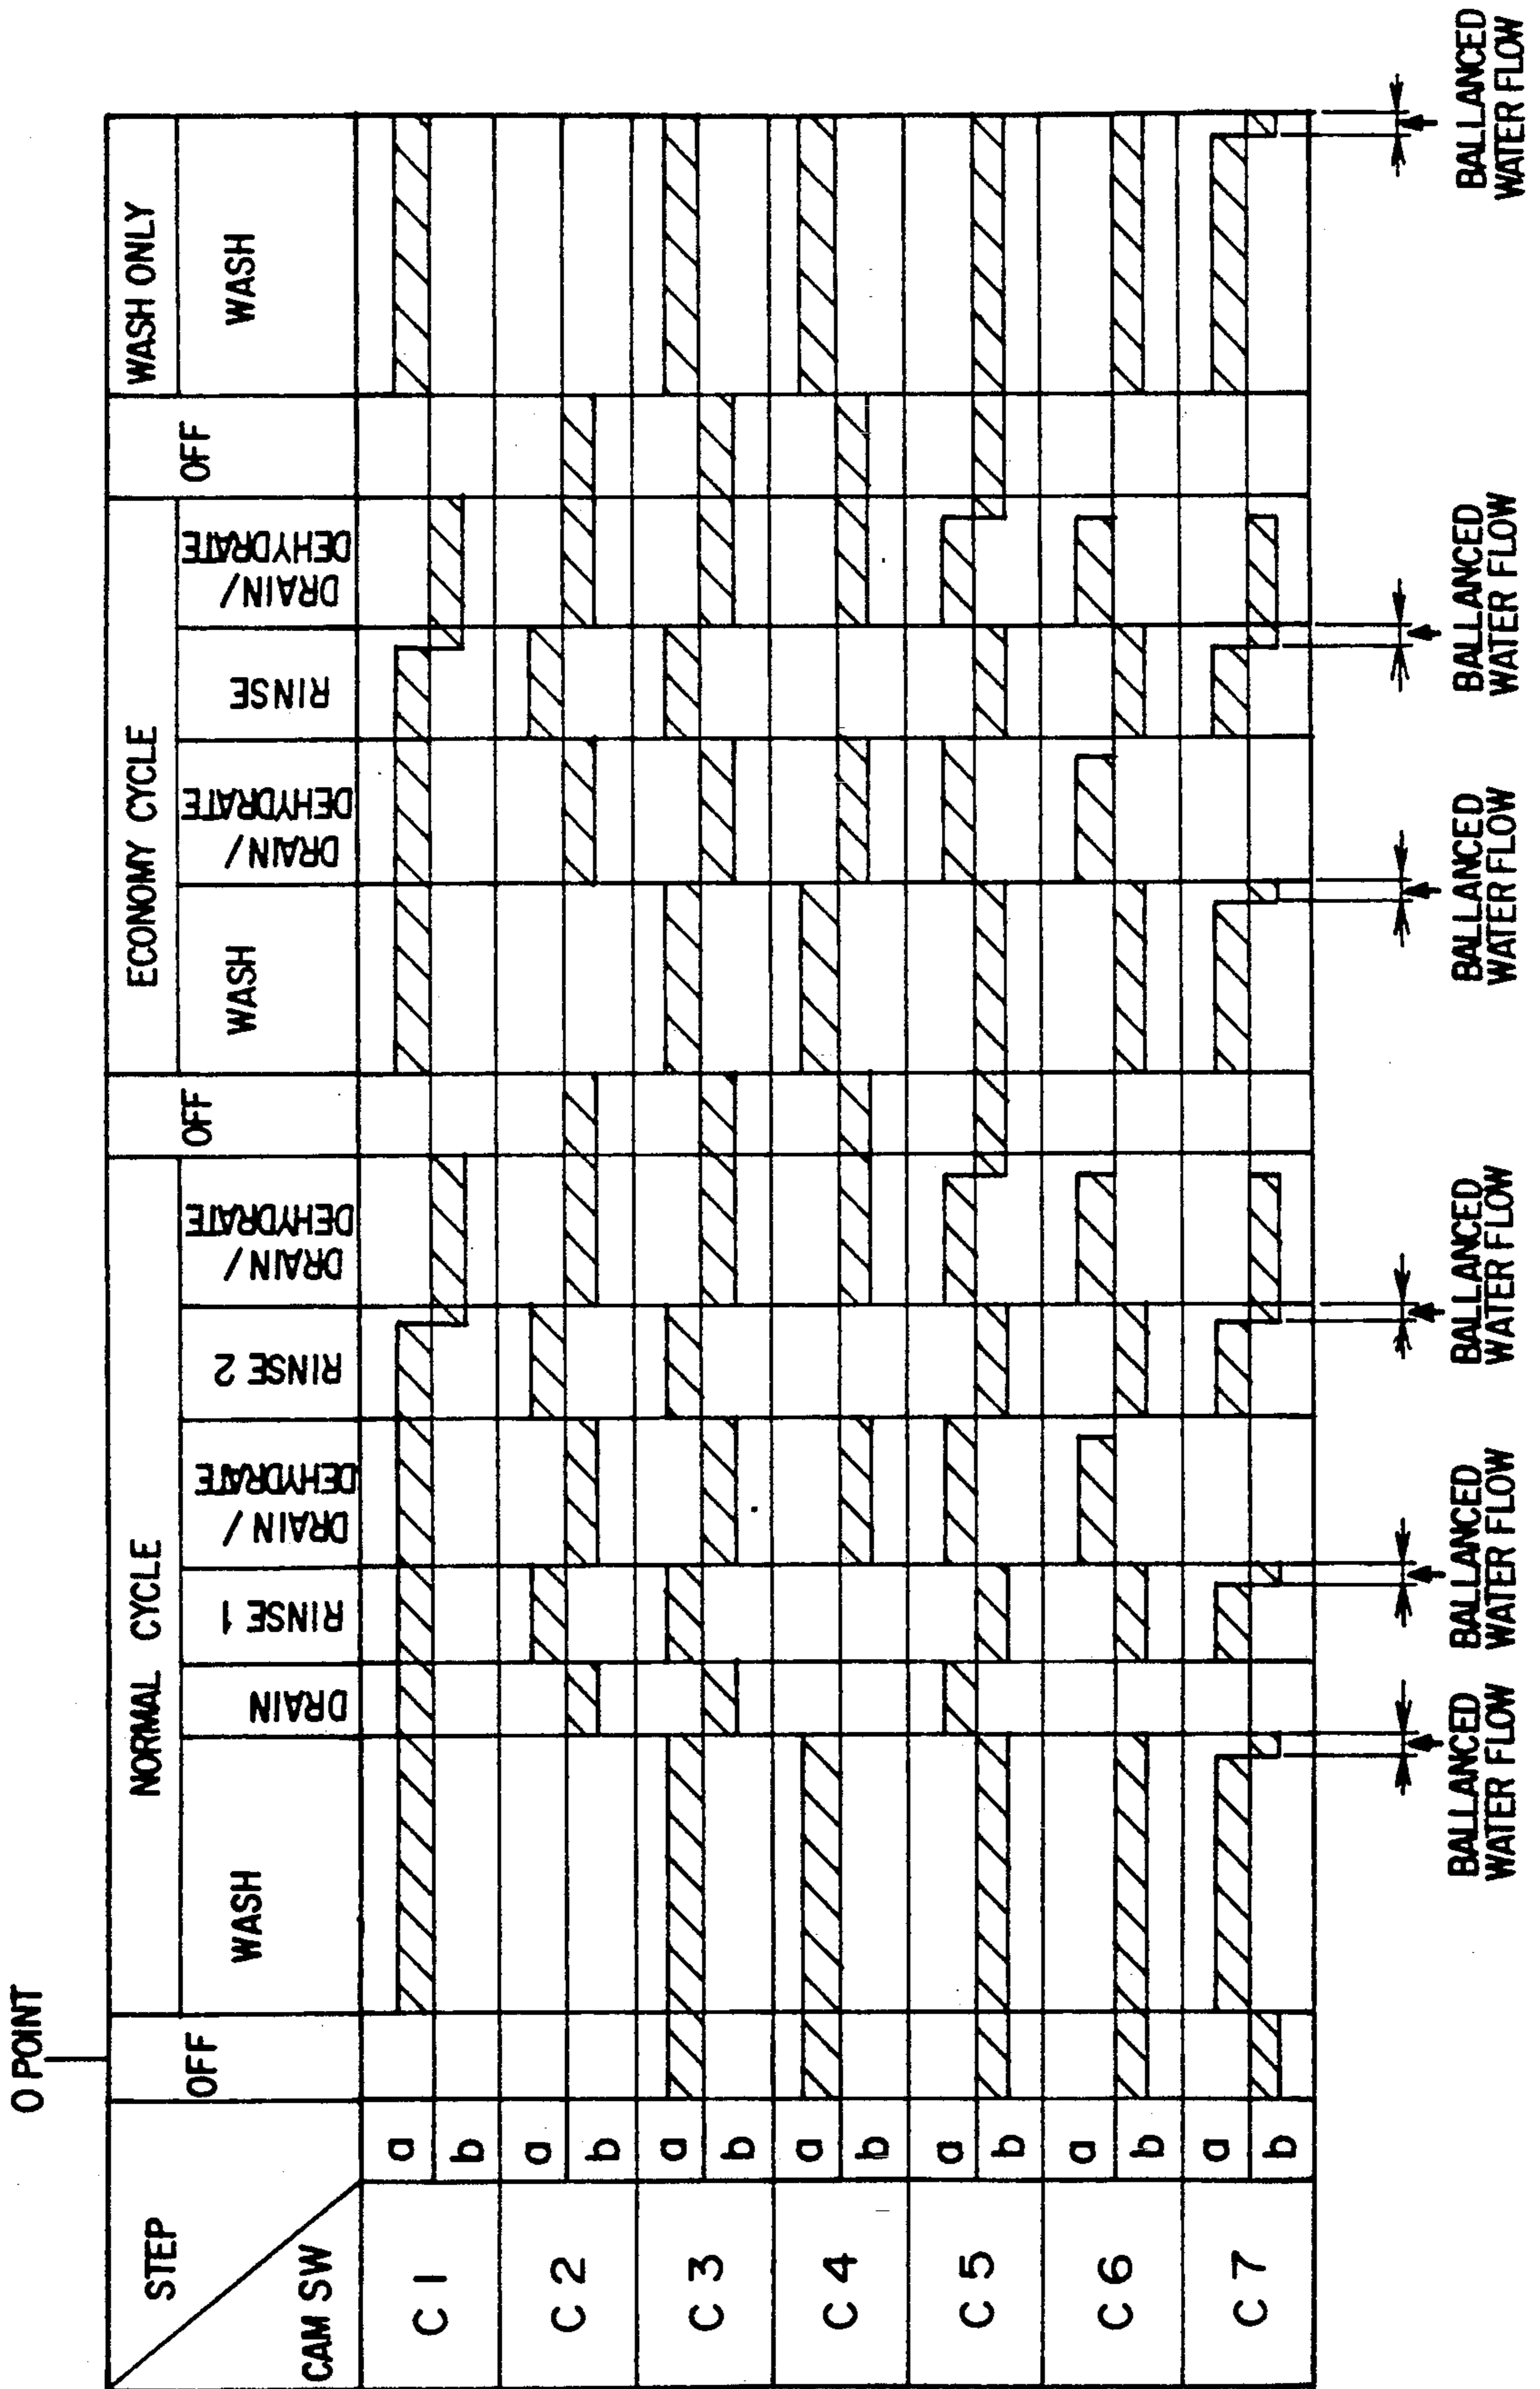 O POINT
STEP
CAM SW
OFF
NORMAL CYCLE
WASH
DRAIN
RINSE 1
DRAIN/
DEHYDRATE
RINSE 2
DRAIN/
DEHYDRATE
OFF
ECONOMY CYCLE
WASH
DRAIN/
DEHYDRATE
RINSE
DRAIN/
DEHYDRATE
OFF
WASH ONLY
WASH
C 1
a
b
C 2
a
b
C 3
a
b
C 4
a
b
C 5
a
b
C 6
a
b
C 7
a
b
BALLANCED
WATER FLOW
BALLANCED
WATER FLOW
BALLANCED
WATER FLOW
BALLANCED
WATER FLOW
BALLANCED
WATER FLOW
BALLANCED
WATER FLOW